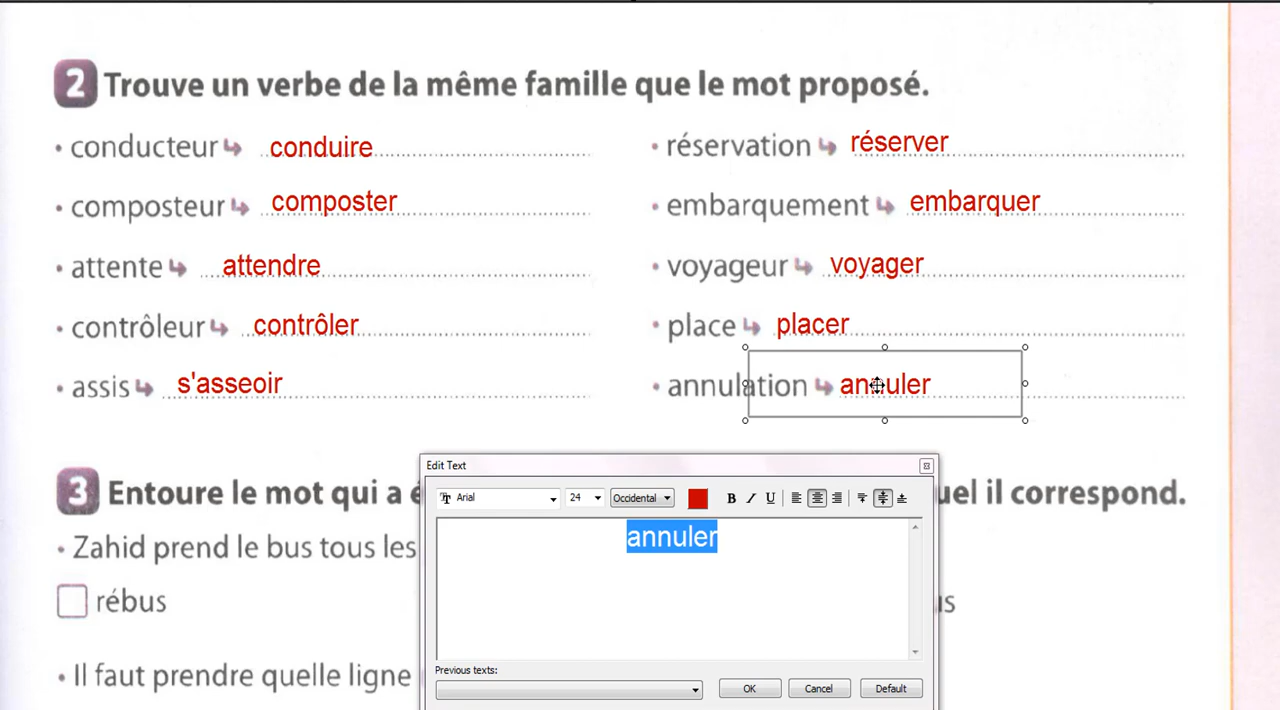 2 Trouve un verbe de la même famille que le mot proposé.
• conducteur ↳ conduire
• composteur ↳ composter
• attente ↳ attendre
• contrôleur ↳ contrôler
• assis ↳ s'asseoir
• réservation ↳ réserver
• embarquement ↳ embarquer
• voyageur ↳ voyager
• place ↳ placer
• annulation ↳ annuler
3 Entoure le mot qui a uel il correspond.
• Zahid prend le bus tous les
rébus
• Il faut prendre quelle ligne
Edit Text
Arial 24 Occidental B I U
annuler
Previous texts:
OK Cancel Default